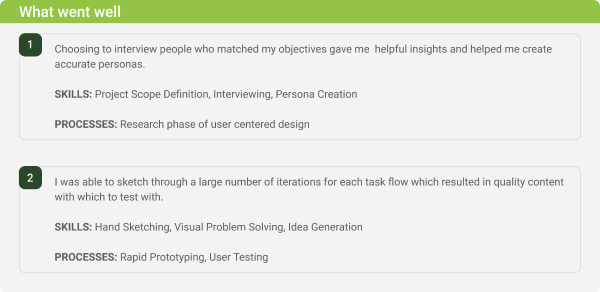 What went well
1
Choosing to interview people who matched my objectives gave me helpful insights and helped me create
accurate personas.
SKILLS: Project Scope Definition, Interviewing, Persona Creation
PROCESSES: Research phase of user centered design
2
I was able to sketch through a large number of iterations for each task flow which resulted in quality content
with which to test with.
SKILLS: Hand Sketching, Visual Problem Solving, Idea Generation
PROCESSES: Rapid Prototyping, User Testing